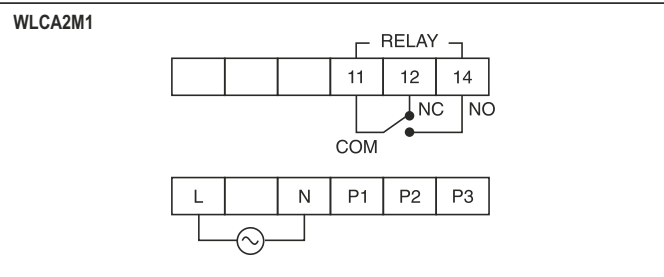 WLCA2M1
RELAY
11 12 14
NC NO
COM
L N P1 P2 P3